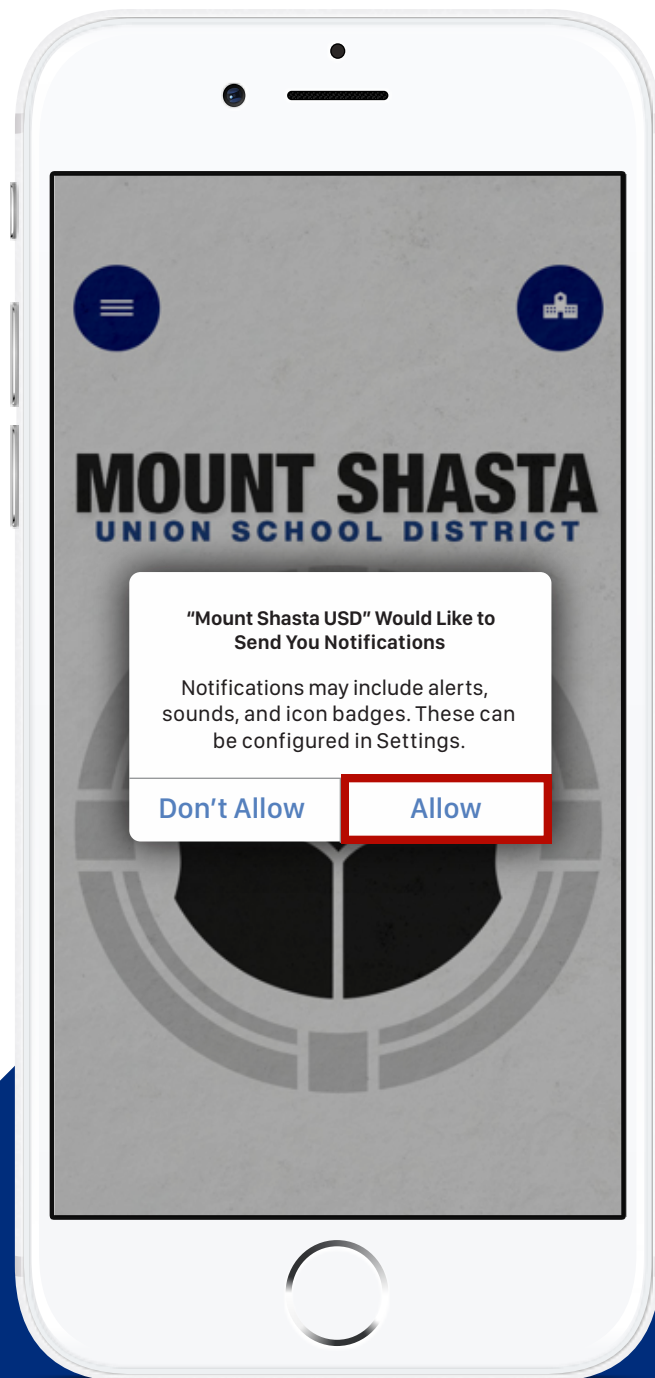 MOUNT SHASTA
UNION SCHOOL DISTRICT
“Mount Shasta USD” Would Like to
Send You Notifications
Notifications may include alerts,
sounds, and icon badges. These can
be configured in Settings.
Don’t Allow
Allow